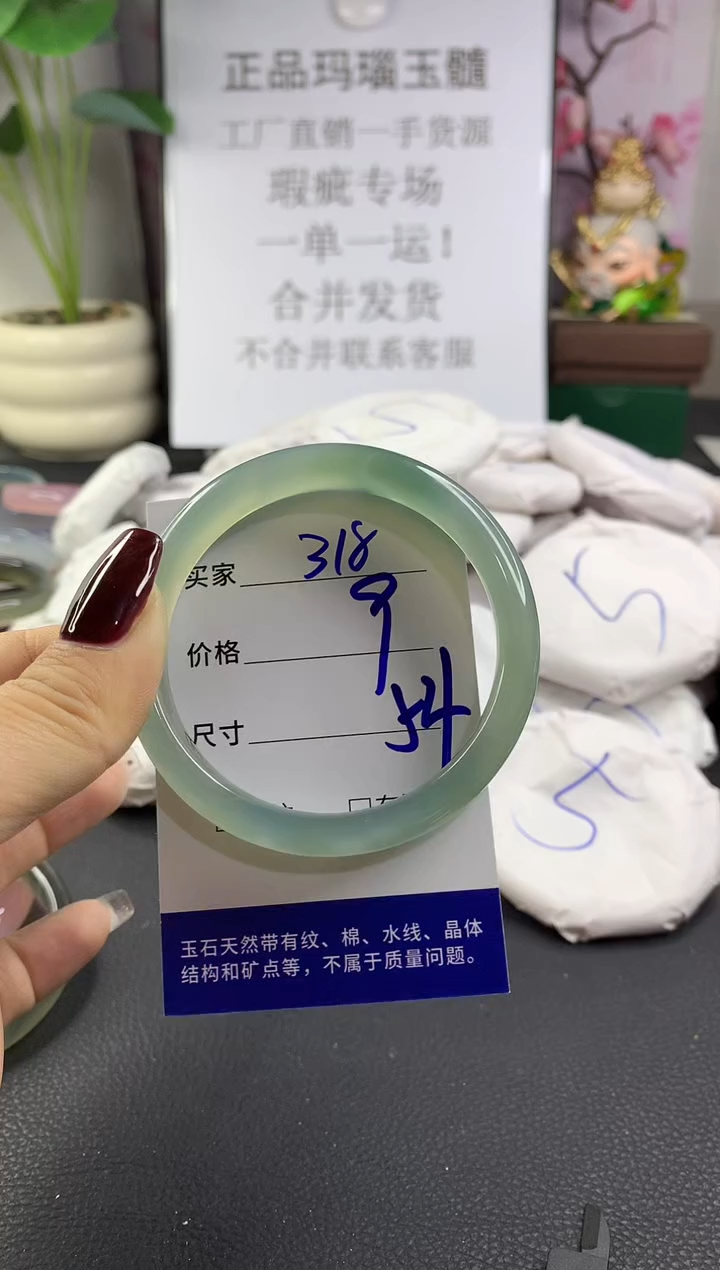 正品玛瑙玉髓
工厂直销一手货源
瑕疵专场
一单一运！
合并发货
不合并联系客服
买家 318
价格 9
尺寸 54
玉石天然带有纹、棉、水线、晶体
结构和矿点等，不属于质量问题。
5
5
5